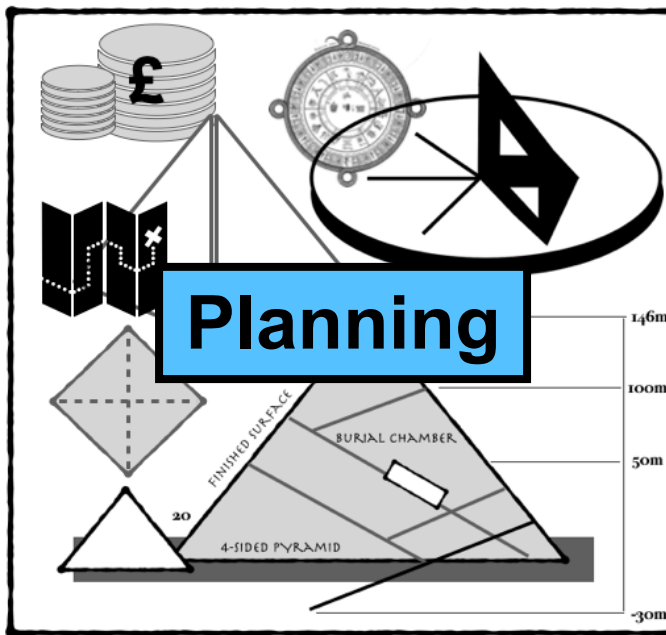 £
Planning
146m
100m
FINISHED SURFACE
BURIAL CHAMBER
50m
20
4-SIDED PYRAMID
-30m